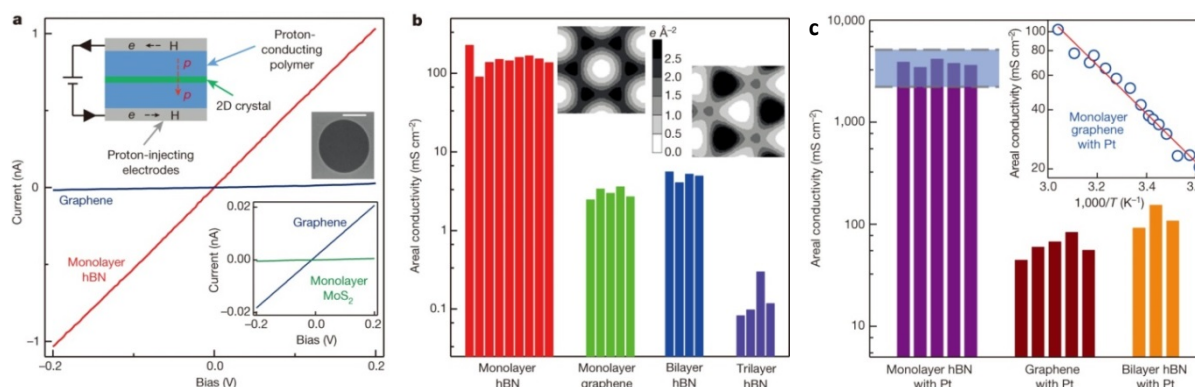 a
1
0
–1
Current (nA)
–0.2
0.0
0.2
Bias (V)
e H
p
p
e H
Proton-
conducting
polymer
2D crystal
Proton-injecting
electrodes
Graphene
Monolayer
hBN
0.02
0.00
–0.02
Current (nA)
Graphene
Monolayer
MoS2
–0.2
0.0
0.2
Bias (V)
b
100
10
1
0.1
Areal conductivity (mS cm–2)
e Å–2
2.5
2.0
1.5
1.0
0.5
0.0
Monolayer
hBN
Monolayer
graphene
Bilayer
hBN
Trilayer
hBN
c
10,000
1,000
100
10
Areal conductivity (mS cm–2)
100
80
60
40
20
Areal conductivity (mS cm–2)
Monolayer
graphene
with Pt
3.0
3.2
3.4
1,000/T (K–1)
Monolayer hBN
with Pt
Graphene
with Pt
Bilayer hBN
with Pt